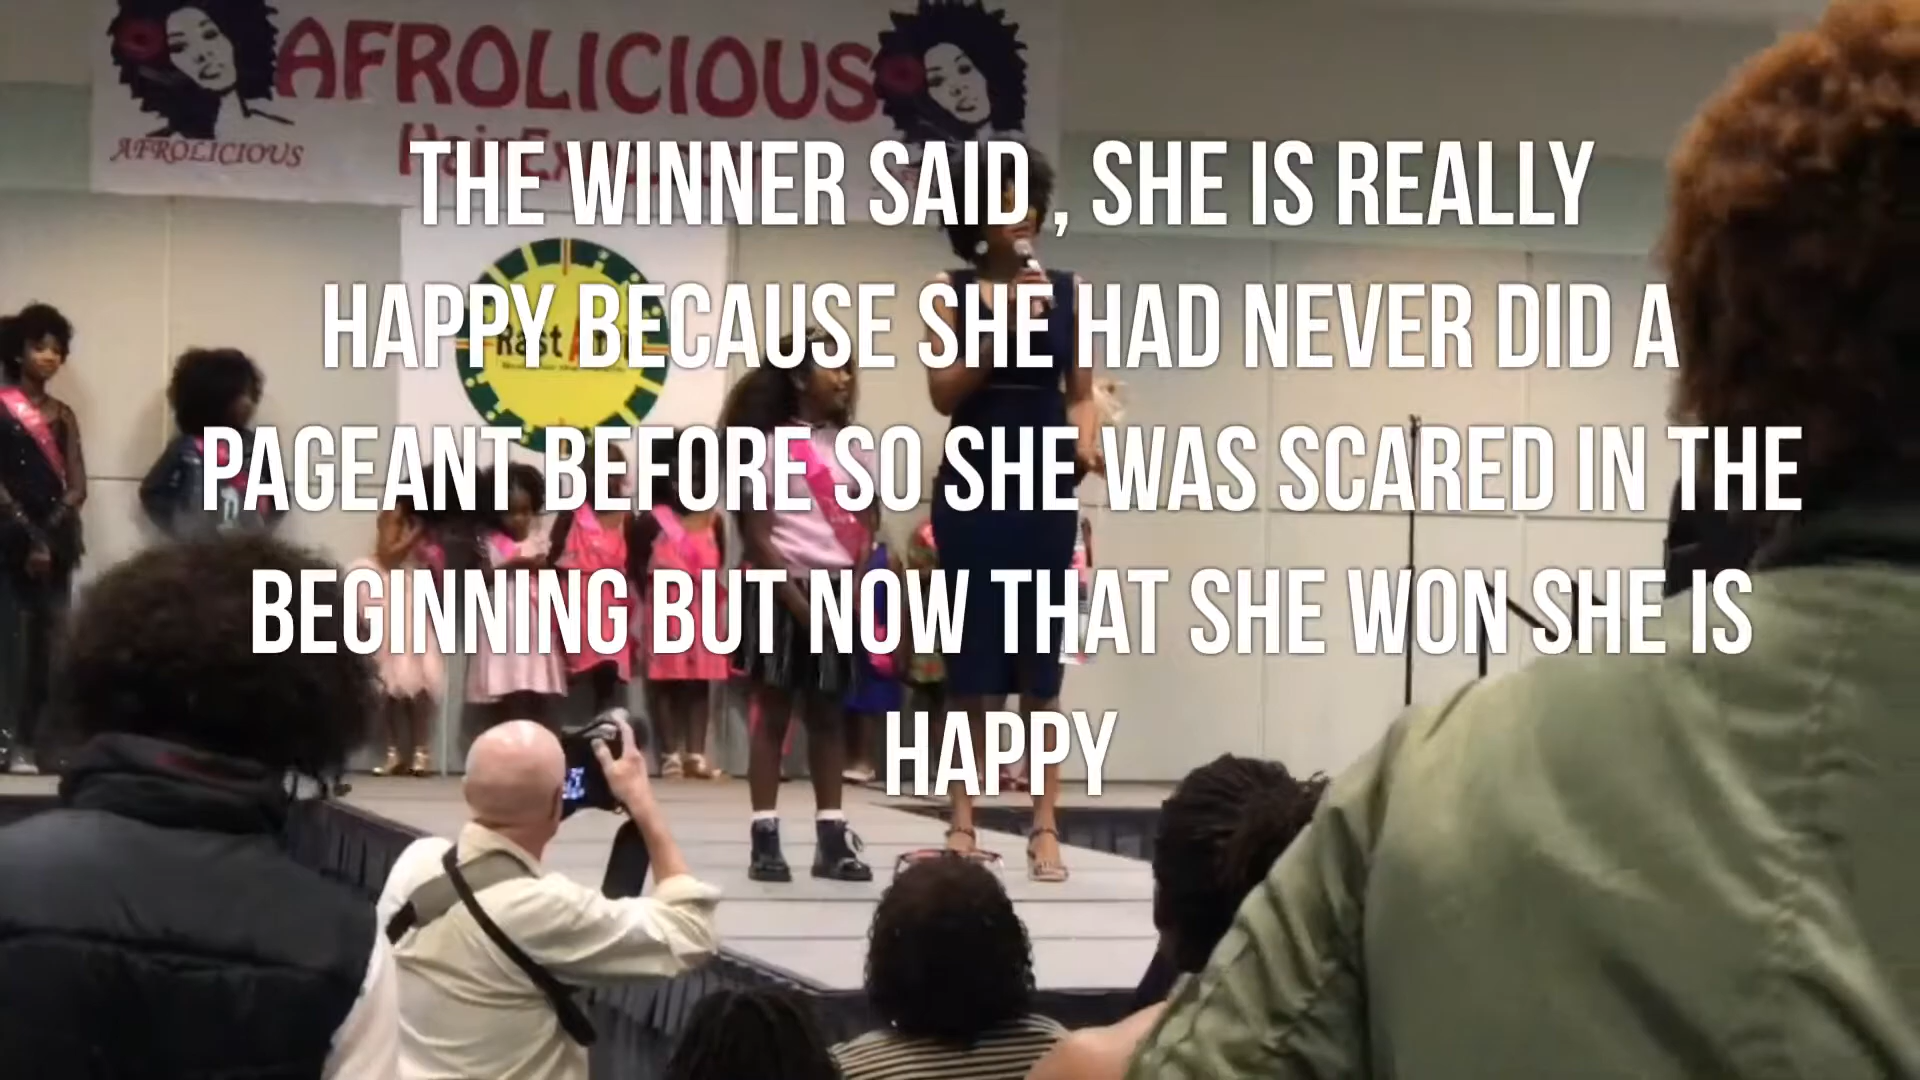 AFROLICIOUS
AFROLICIOUS
THE WINNER SAID , SHE IS REALLY
HAPPY BECAUSE SHE HAD NEVER DID A
PAGEANT BEFORE SO SHE WAS SCARED IN THE
BEGINNING BUT NOW THAT SHE WON SHE IS
HAPPY